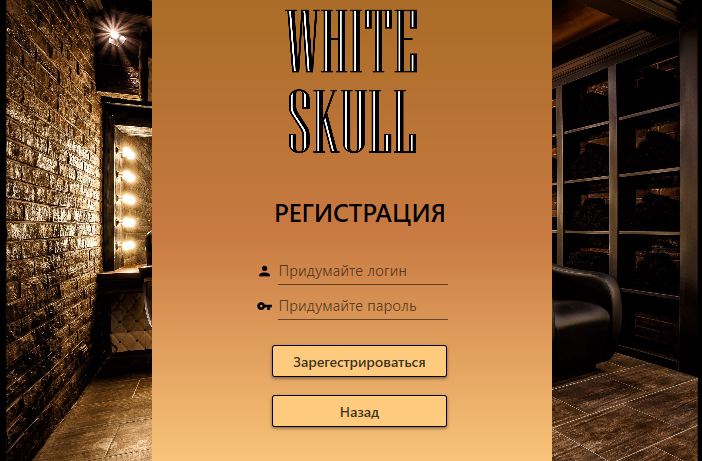 WHITE
SKULL
РЕГИСТРАЦИЯ
Придумайте логин
Придумайте пароль
Зарегестрироваться
Назад